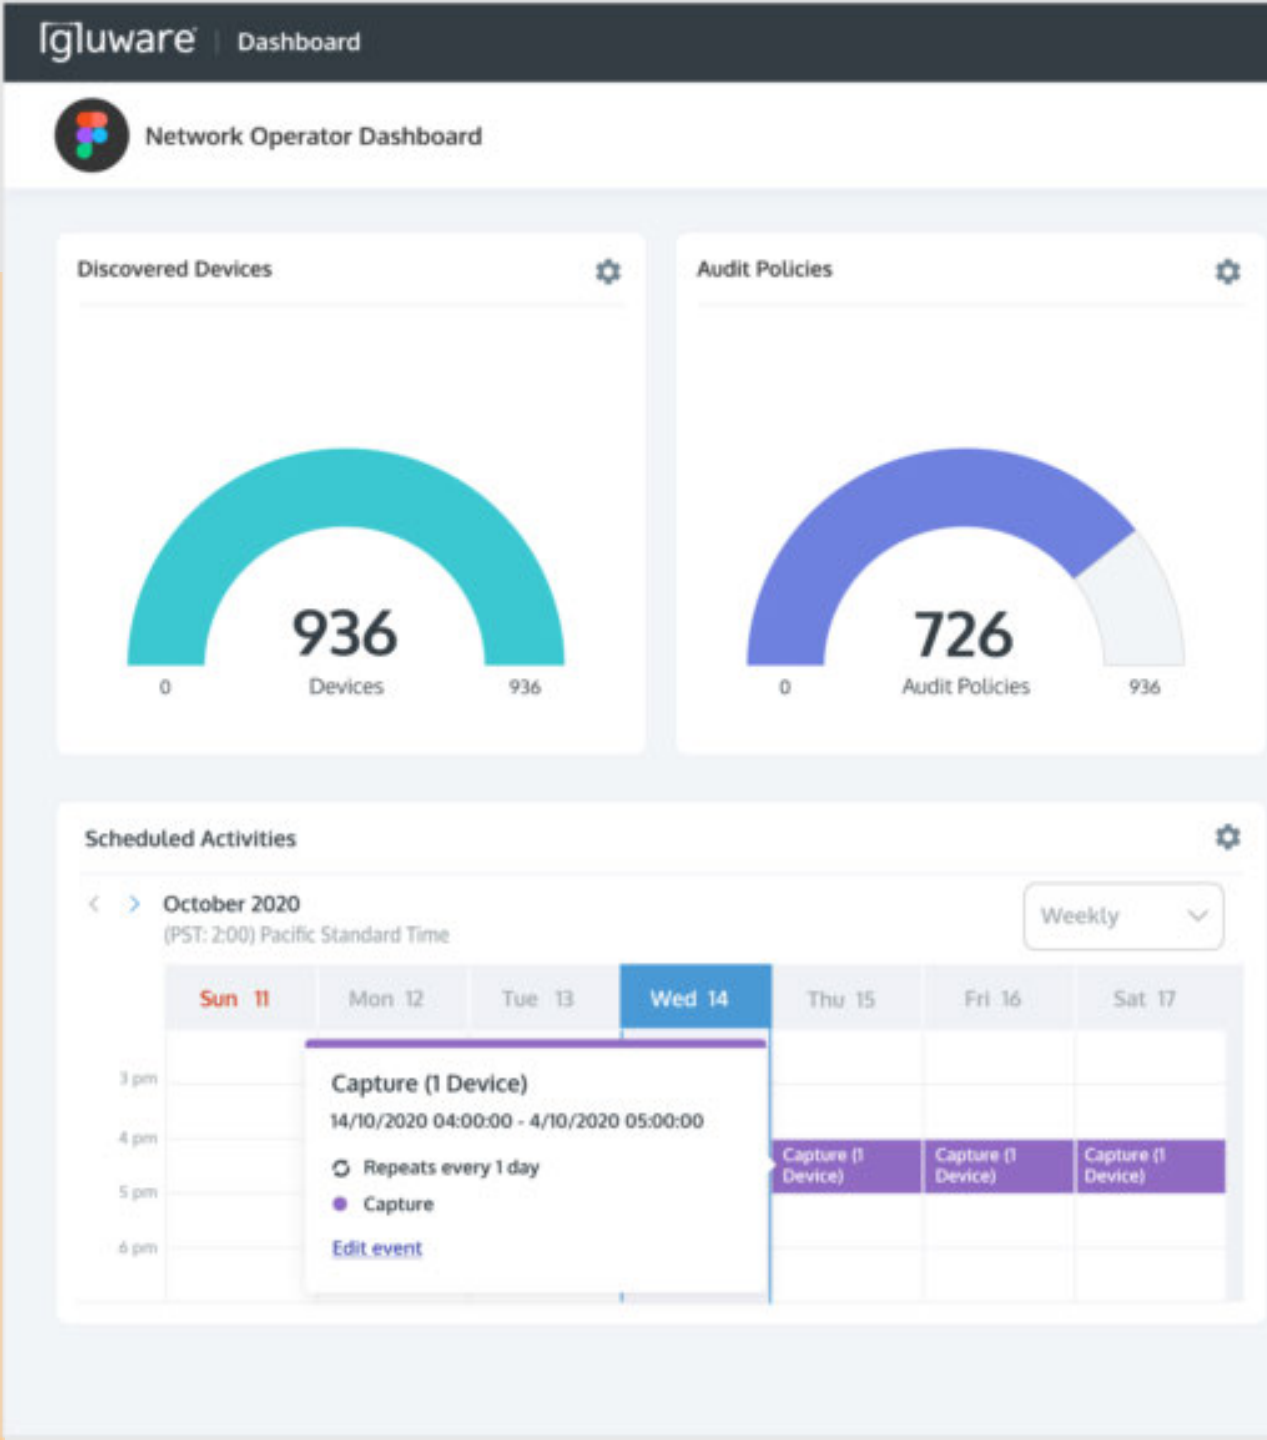 gluware
Dashboard
Network Operator Dashboard
Discovered Devices
936
Devices
0
936
Audit Policies
726
Audit Policies
0
936
Scheduled Activities
October 2020
(PST: 2:00) Pacific Standard Time
Weekly
Sun 11
Mon 12
Tue 13
Wed 14
Thu 15
Fri 16
Sat 17
3 pm
4 pm
5 pm
6 pm
Capture (1 Device)
14/10/2020 04:00:00 - 4/10/2020 05:00:00
Repeats every 1 day
Capture
Edit event
Capture (1
Device)
Capture (1
Device)
Capture (1
Device)